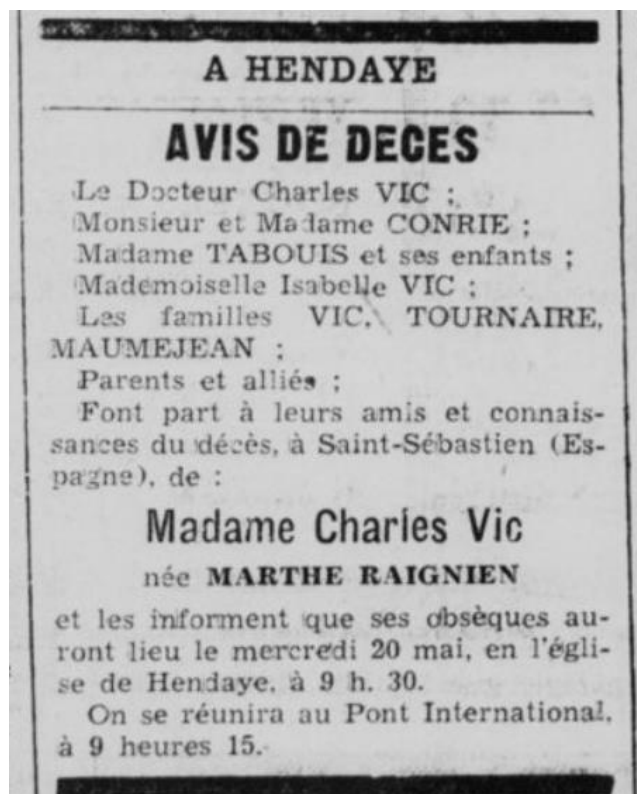 A HENDAYE
AVIS DE DECES
Le Docteur Charles VIC ;
Monsieur et Madame CONRIE ;
Madame TABOUIS et ses enfants ;
Mademoiselle Isabelle VIC ;
Les familles VIC, TOURNAIRE,
MAUMEJEAN ;
Parents et alliés ;
Font part à leurs amis et connais-
sances du décès, à Saint-Sébastien (Es-
pagne), de :
Madame Charles Vic
née MARTHE RAIGNIEN
et les informent que ses obsèques au-
ront lieu le mercredi 20 mai, en l'égli-
se de Hendaye, à 9 h. 30.
On se réunira au Pont International,
à 9 heures 15.